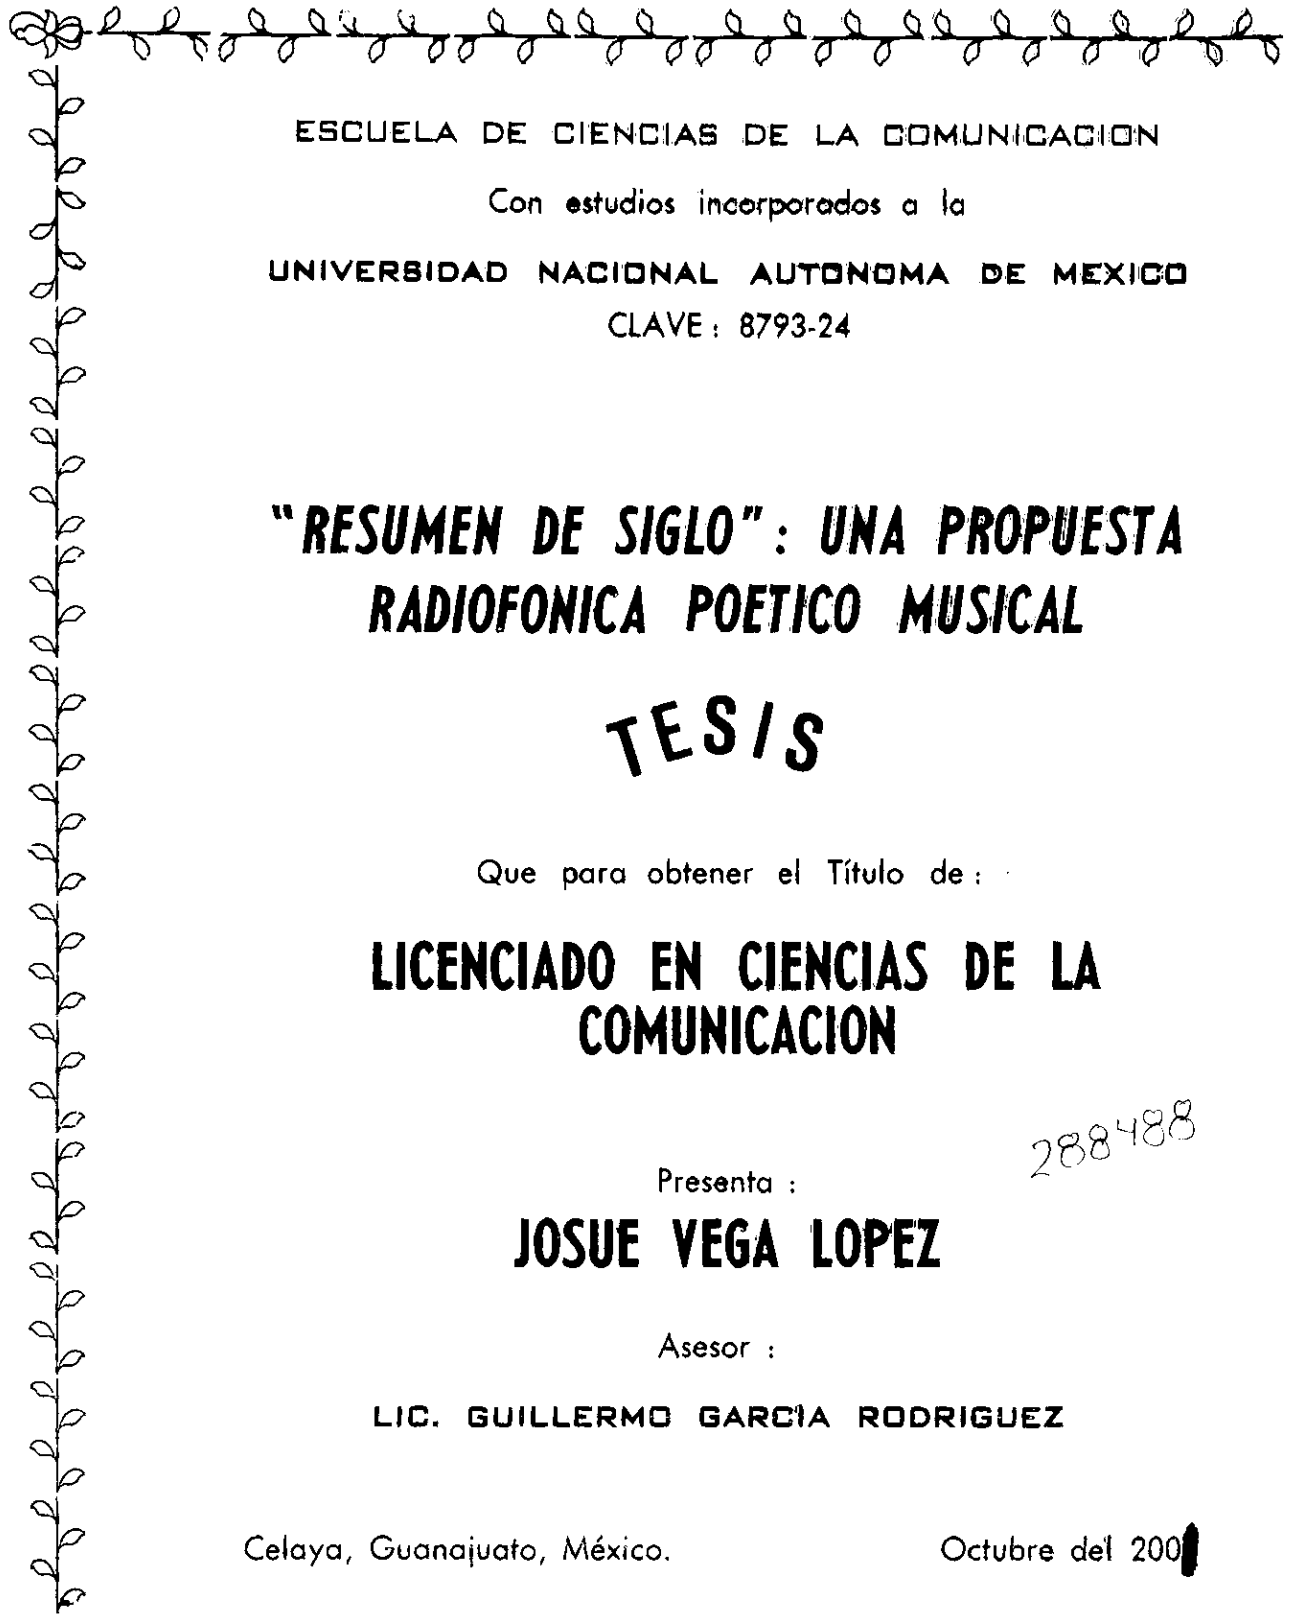 ESCUELA DE CIENCIAS DE LA COMUNICACION
Con estudios incorporados a la
UNIVERSIDAD NACIONAL AUTONOMA DE MEXICO
CLAVE: 8793-24
"RESUMEN DE SIGLO": UNA PROPUESTA
RADIOFONICA POETICO MUSICAL
TESIS
Que para obtener el Título de:
LICENCIADO EN CIENCIAS DE LA
COMUNICACION
288488
Presenta:
JOSUE VEGA LOPEZ
Asesor:
LIC. GUILLERMO GARCIA RODRIGUEZ
Celaya, Guanajuato, México. Octubre del